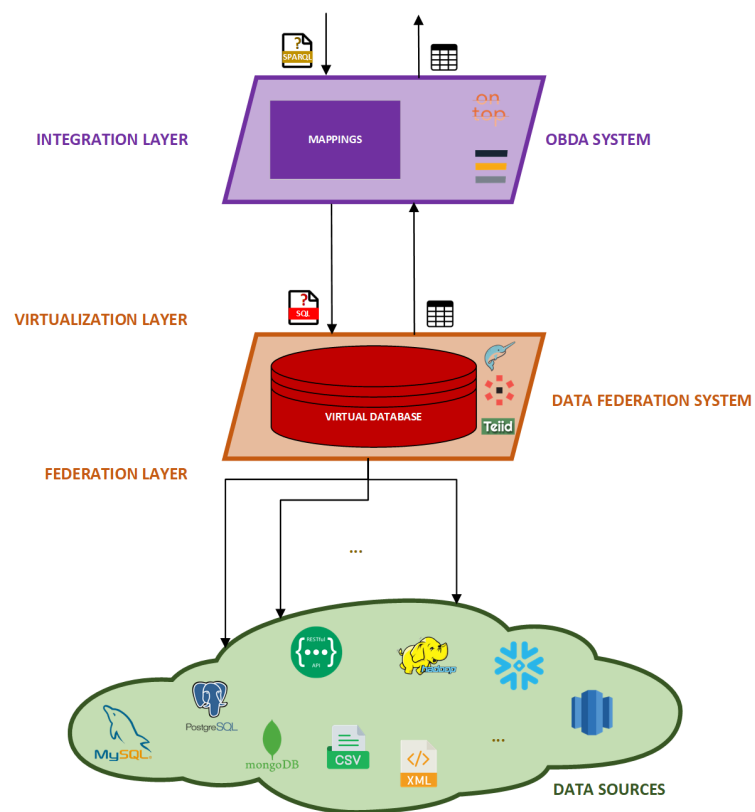 ?
SPARQL
INTEGRATION LAYER
MAPPINGS
on
top
OBDA SYSTEM
?
SQL
VIRTUALIZATION LAYER
VIRTUAL DATABASE
Teiid
DATA FEDERATION SYSTEM
FEDERATION LAYER
...
RESTful
{•••}
API
hadoop
PostgreSQL
MySQL®
mongoDB
CSV
</>
XML
...
DATA SOURCES